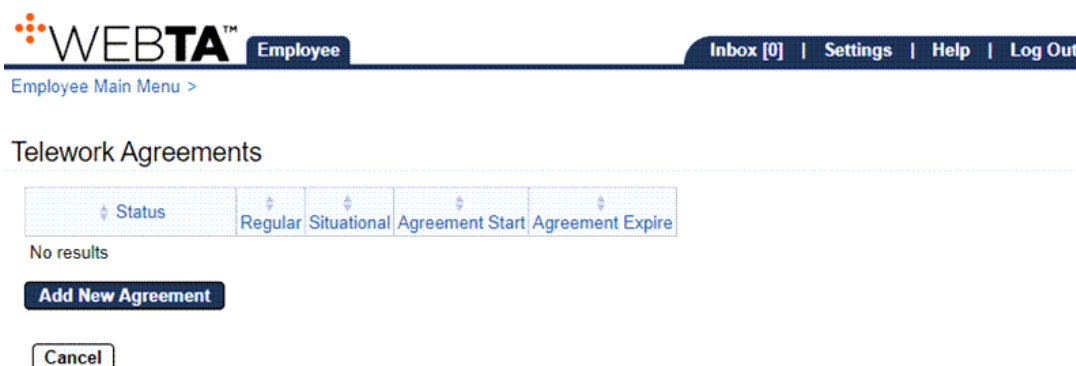 WEBTA™ Employee Inbox [0] | Settings | Help | Log Out
Employee Main Menu >
Telework Agreements
Status Regular Situational Agreement Start Agreement Expire
No results
Add New Agreement
Cancel